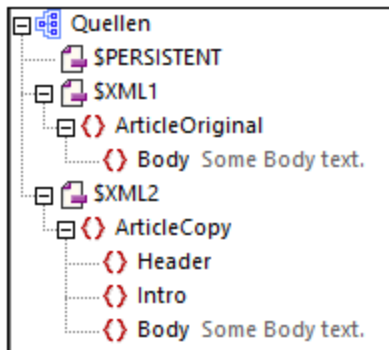 Quellen
$PERSISTENT
$XML1
ArticleOriginal
Body Some Body text.
$XML2
ArticleCopy
Header
Intro
Body Some Body text.